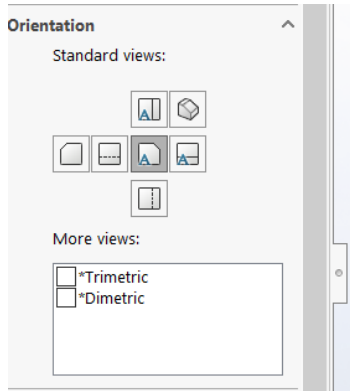 Orientation
Standard views:
A
A
A
More views:
*Trimetric
*Dimetric